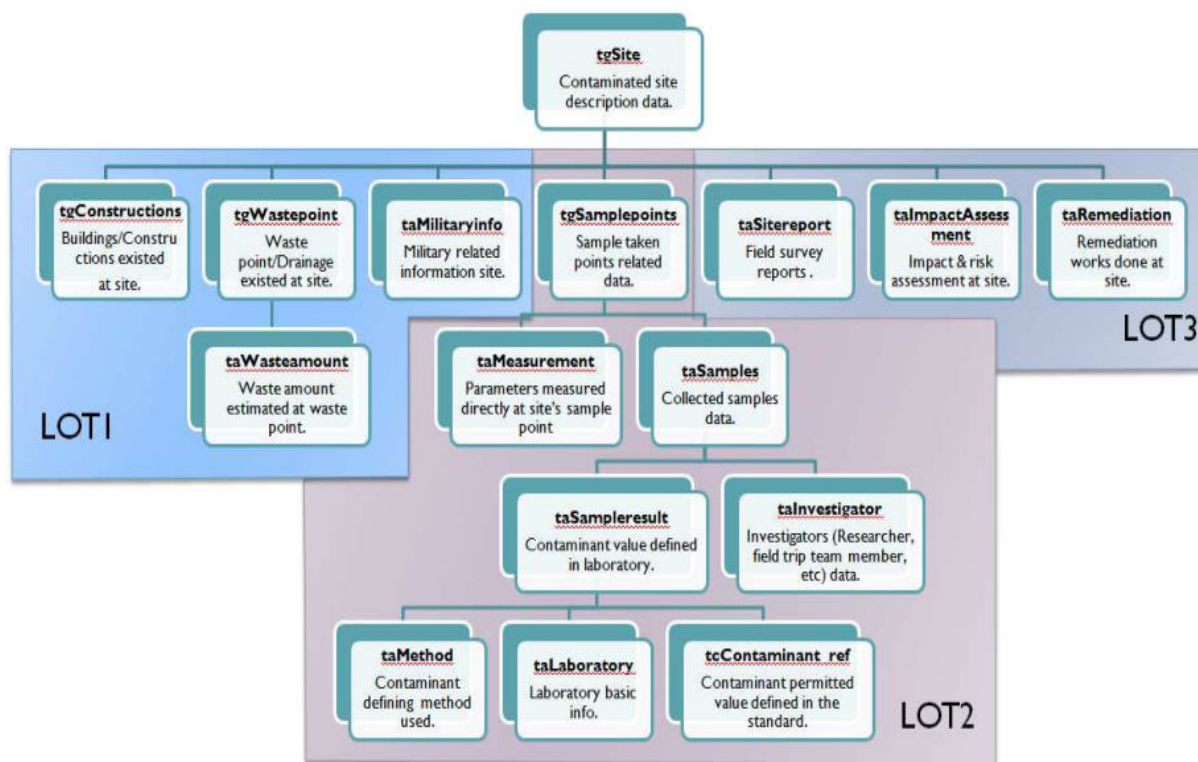 tgSite
Contaminated site
description data.
tgConstructions
Buildings/Constru
ctions existed
at site.
tgWastepoint
Waste
point/Drainage
existed at site.
taMilitaryinfo
Military related
information site.
tgSamplepoints
Sample taken
points related
data.
taSitereport
Field survey
reports .
taImpactAssess
ment
Impact & risk
assessment at site.
taRemediation
Remediation
works done at
site.
LOT3
taWasteamount
Waste amount
estimated at waste
point.
LOT1
taMeasurement
Parameters measured
directly at site's sample
point
taSamples
Collected samples
data.
taSampleresult
Contaminant value defined
in laboratory.
taInvestigator
Investigators (Researcher,
field trip team member,
etc) data.
taMethod
Contaminant
defining method
used.
taLaboratory
Laboratory basic
info.
tcContaminant_ref
Contaminant permitted
value defined in the
standard.
LOT2